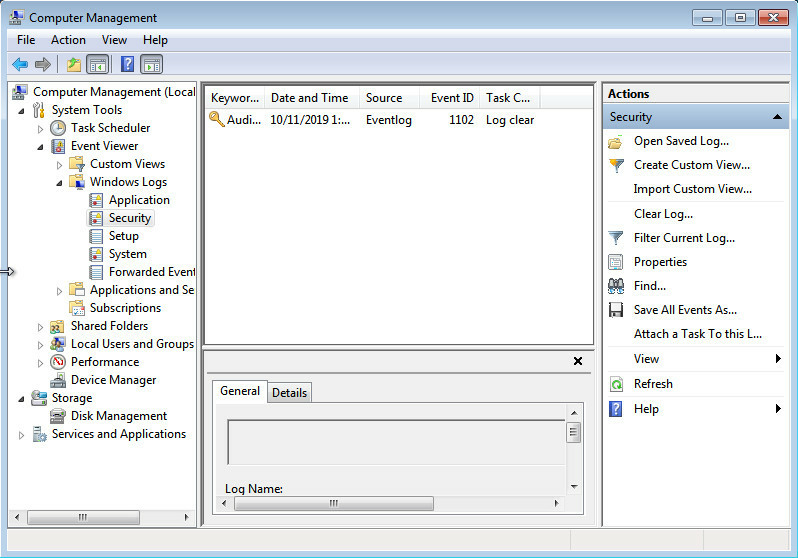 Computer Management
File Action View Help
Computer Management (Local
System Tools
Task Scheduler
Event Viewer
Custom Views
Windows Logs
Application
Security
Setup
System
Forwarded Event
Applications and Se
Subscriptions
Shared Folders
Local Users and Groups
Performance
Device Manager
Storage
Disk Management
Services and Applications
Keywor... Date and Time Source Event ID Task C...
Audi... 10/11/2019 1:... Eventlog 1102 Log clear
General Details
Log Name:
Actions
Security
Open Saved Log...
Create Custom View...
Import Custom View...
Clear Log...
Filter Current Log...
Properties
Find...
Save All Events As...
Attach a Task To this L...
View
Refresh
Help